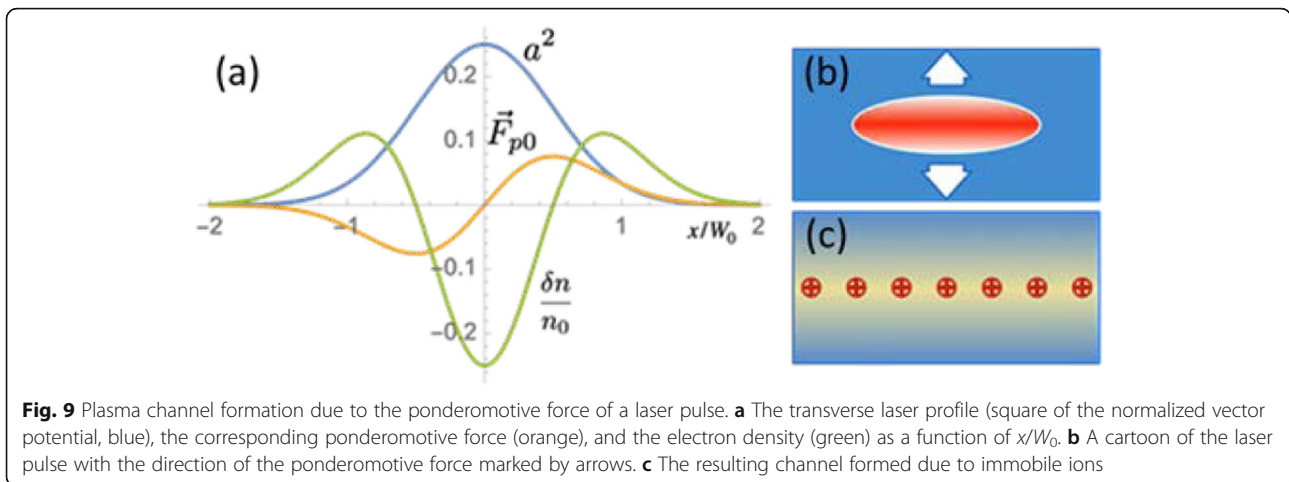 (a)
a²
0.2
0.1
F⃗p0
−2
−1
1
x/W₀
2
−0.1
−0.2
δn
n₀
(b)
(c)
Fig. 9 Plasma channel formation due to the ponderomotive force of a laser pulse. a The transverse laser profile (square of the normalized vector
potential, blue), the corresponding ponderomotive force (orange), and the electron density (green) as a function of x/W₀. b A cartoon of the laser
pulse with the direction of the ponderomotive force marked by arrows. c The resulting channel formed due to immobile ions